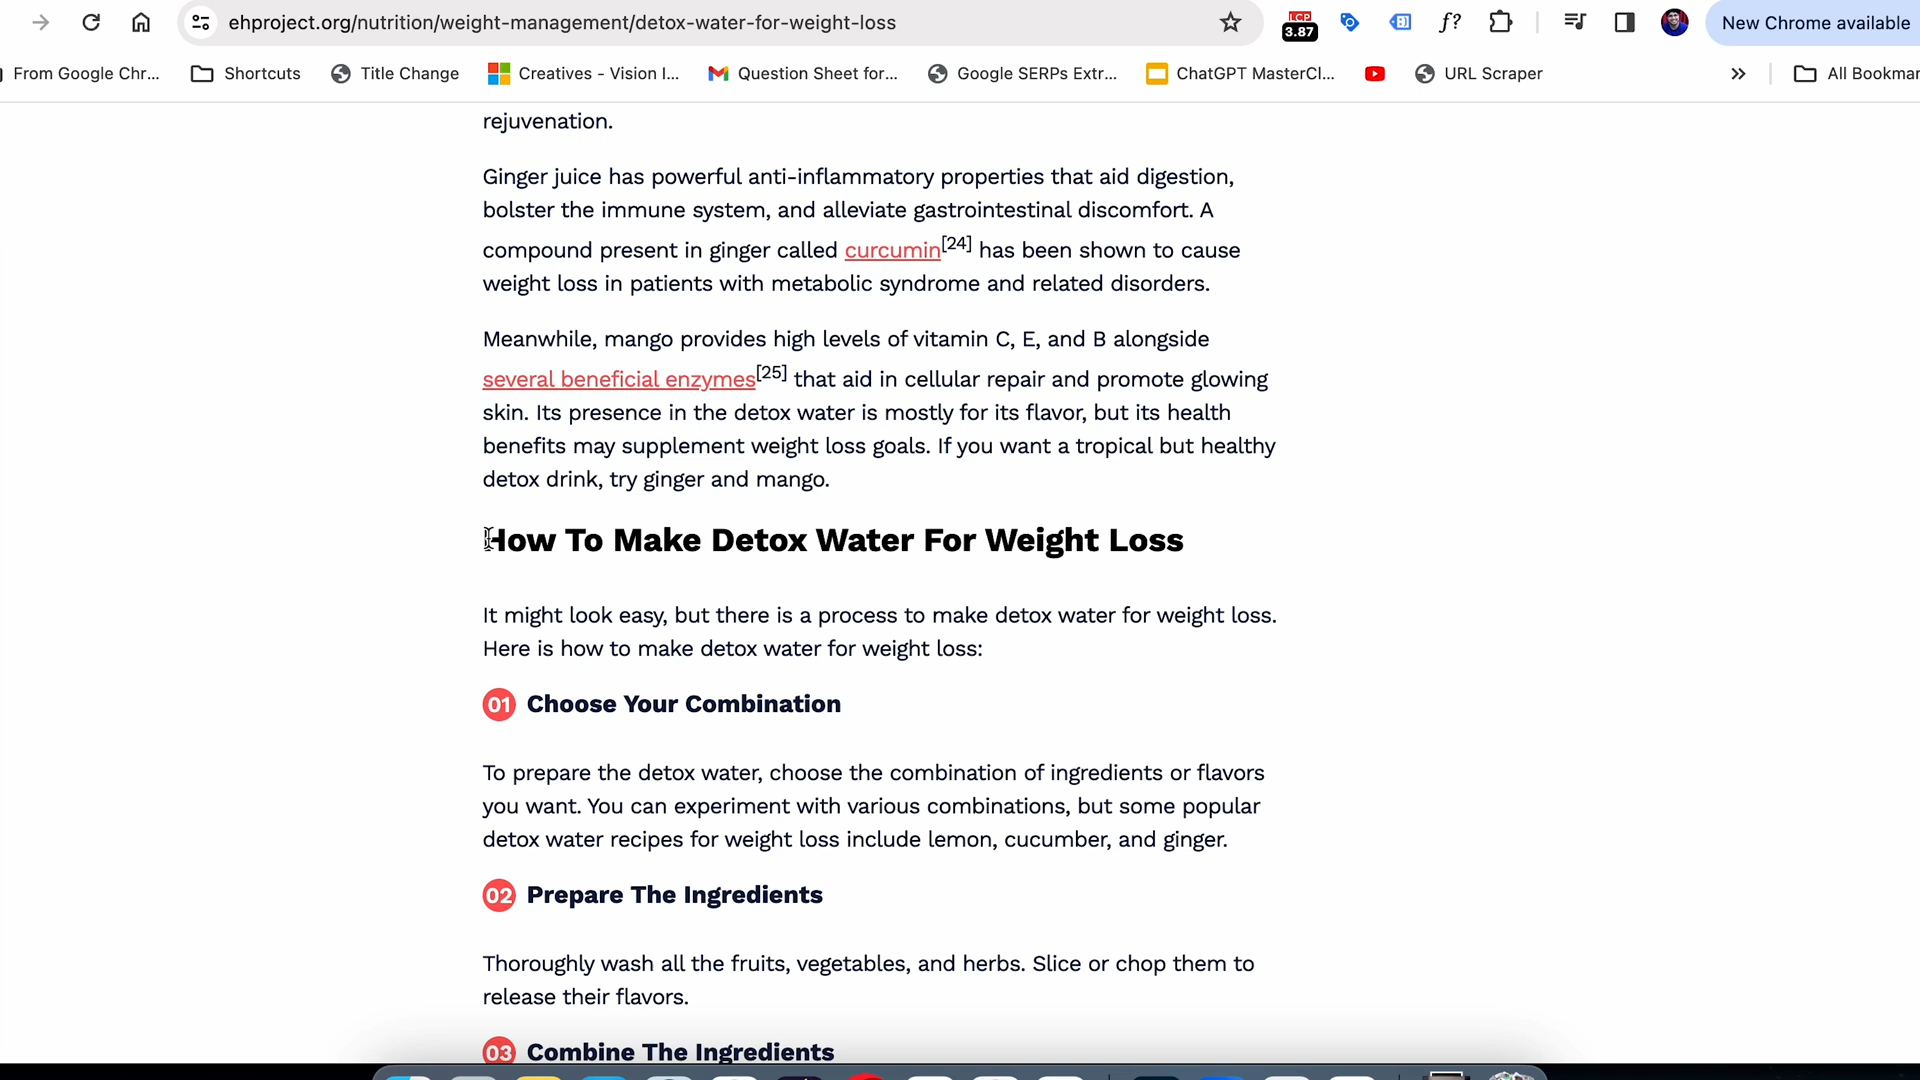 ehproject.org/nutrition/weight-management/detox-water-for-weight-loss
LCP
3.87
f?
New Chrome available
From Google Chr...
Shortcuts
Title Change
Creatives - Vision I...
Question Sheet for...
Google SERPs Extr...
ChatGPT MasterCl...
URL Scraper
All Bookmar
rejuvenation.
Ginger juice has powerful anti-inflammatory properties that aid digestion,
bolster the immune system, and alleviate gastrointestinal discomfort. A
compound present in ginger called curcumin[24] has been shown to cause
weight loss in patients with metabolic syndrome and related disorders.
Meanwhile, mango provides high levels of vitamin C, E, and B alongside
several beneficial enzymes[25] that aid in cellular repair and promote glowing
skin. Its presence in the detox water is mostly for its flavor, but its health
benefits may supplement weight loss goals. If you want a tropical but healthy
detox drink, try ginger and mango.
How To Make Detox Water For Weight Loss
It might look easy, but there is a process to make detox water for weight loss.
Here is how to make detox water for weight loss:
01 Choose Your Combination
To prepare the detox water, choose the combination of ingredients or flavors
you want. You can experiment with various combinations, but some popular
detox water recipes for weight loss include lemon, cucumber, and ginger.
02 Prepare The Ingredients
Thoroughly wash all the fruits, vegetables, and herbs. Slice or chop them to
release their flavors.
03 Combine The Ingredients